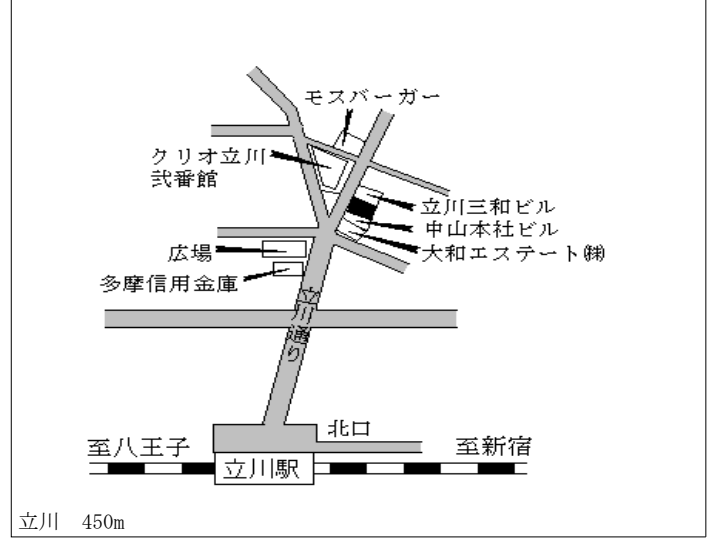 モスバーガー
クリオ立川
弐番館
立川三和ビル
中山本社ビル
大和エステート㈱
広場
多摩信用金庫
立川通り
北口
至八王子
至新宿
立川駅
立川　450m